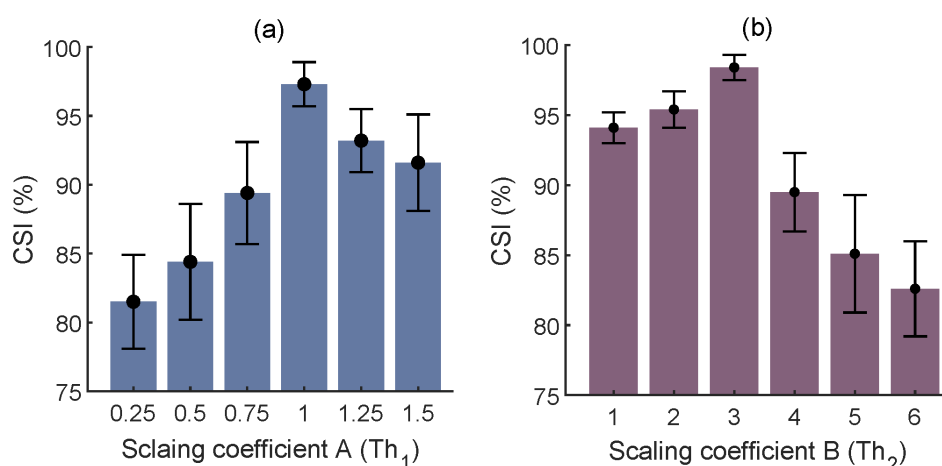 (a)
100
95
90
85
80
75
CSI (%)
0.25 0.5 0.75 1 1.25 1.5
Sclaing coefficient A (Th1)
(b)
100
95
90
85
80
75
CSI (%)
1 2 3 4 5 6
Scaling coefficient B (Th2)